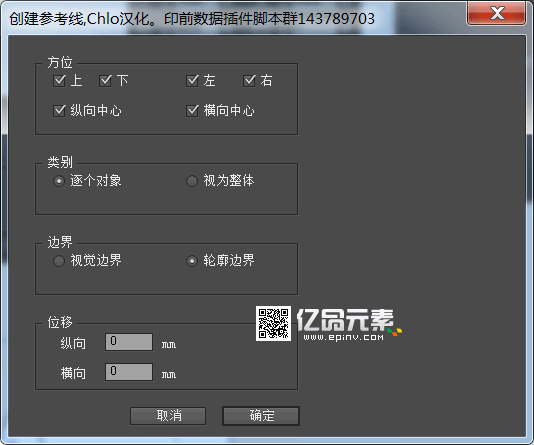 创建参考线,Chlo汉化。印前数据插件脚本群143789703
方位
上 下 左 右
纵向中心 横向中心
类别
逐个对象 视为整体
边界
视觉边界 轮廓边界
亿命元素
www.epinv.com
位移
纵向 0 mm
横向 0 mm
取消 确定